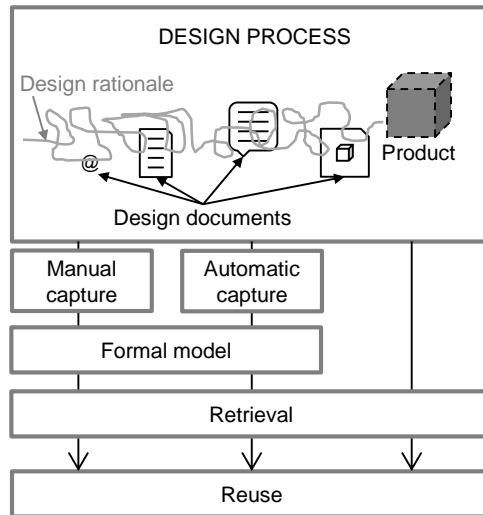 DESIGN PROCESS
Design rationale
@
Product
Design documents
Manual
capture
Automatic
capture
Formal model
Retrieval
Reuse